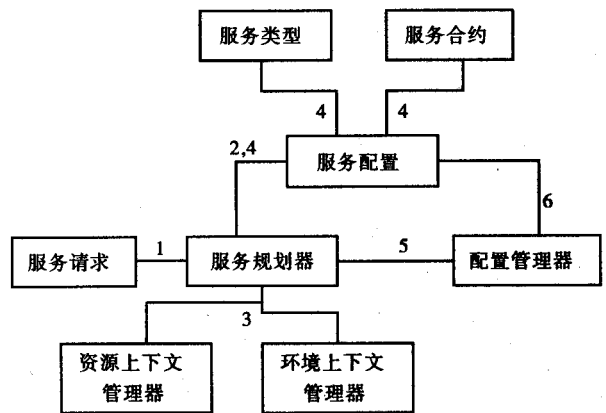 服务类型
服务合约
4
4
2,4
服务配置
6
服务请求
1
服务规划器
5
配置管理器
3
资源上下文
管理器
环境上下文
管理器